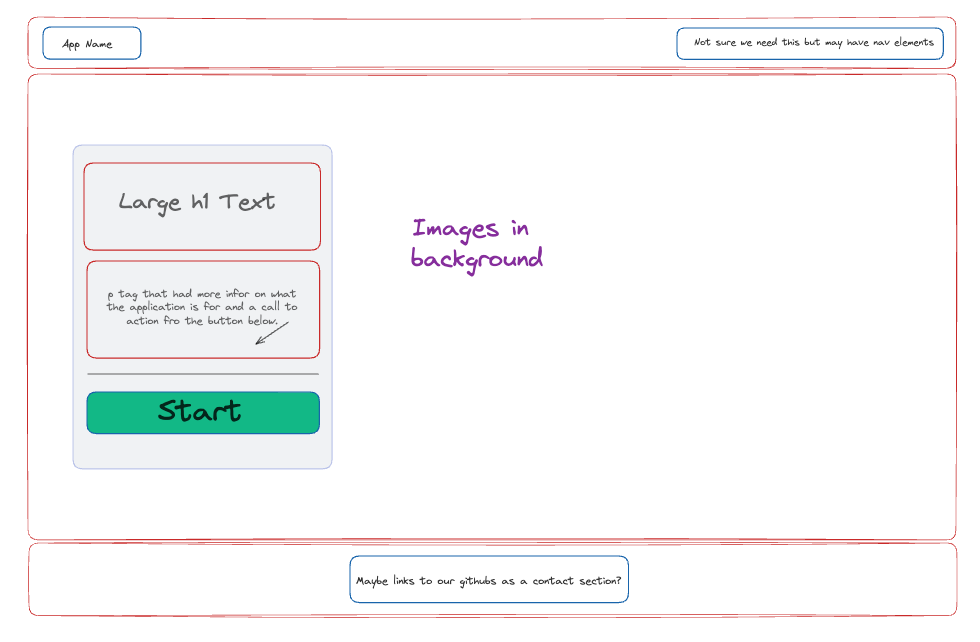 App Name
Not sure we need this but may have nav elements
Large h1 Text
p tag that had more infor on what
the application is for and a call to
action fro the button below.
Start
Images in
background
Maybe links to our githubs as a contact section?